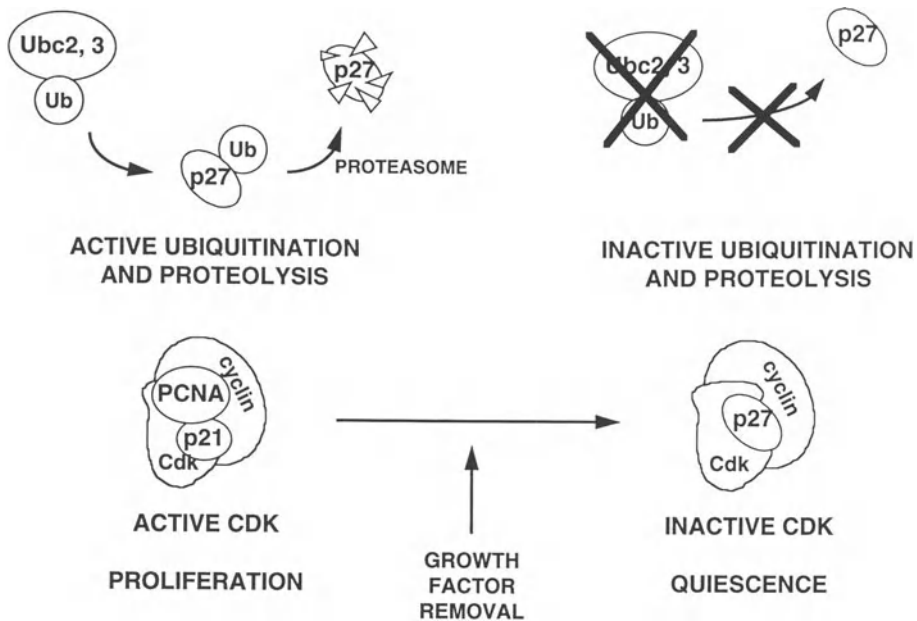 Ubc2, 3
Ub
p27
Ub
p27
PROTEASOME
ACTIVE UBIQUITINATION
AND PROTEOLYSIS
Ubc2, 3
Ub
p27
INACTIVE UBIQUITINATION
AND PROTEOLYSIS
cyclin
PCNA
p21
Cdk
ACTIVE CDK
PROLIFERATION
GROWTH
FACTOR
REMOVAL
cyclin
p27
Cdk
INACTIVE CDK
QUIESCENCE